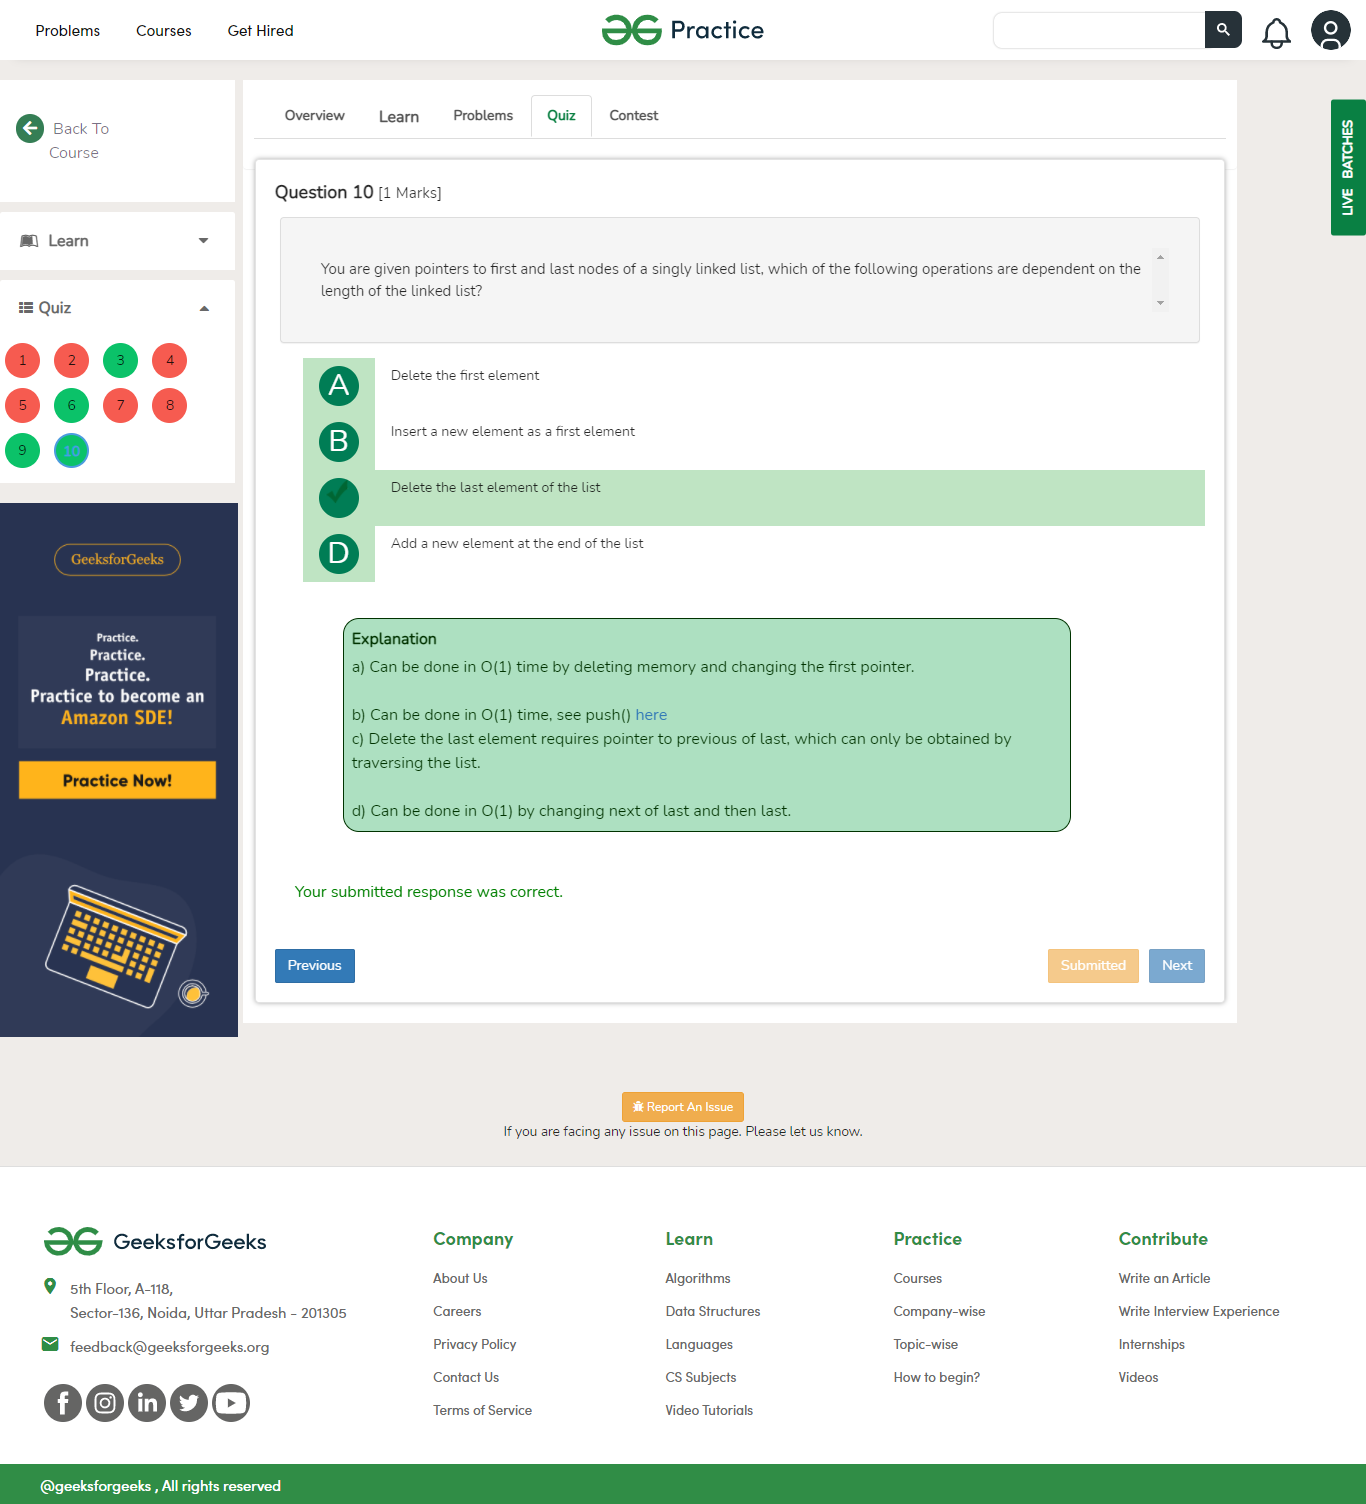 Problems
Courses
Get Hired
Practice
Back To
Course
Learn
Quiz
1
2
3
4
5
6
7
8
9
10
GeeksforGeeks
Practice.
Practice.
Practice.
Practice to become an
Amazon SDE!
Practice Now!
Overview
Learn
Problems
Quiz
Contest
LIVE BATCHES
Question 10 [1 Marks]
You are given pointers to first and last nodes of a singly linked list, which of the following operations are dependent on the
length of the linked list?
A
Delete the first element
B
Insert a new element as a first element
Delete the last element of the list
D
Add a new element at the end of the list
Explanation
a) Can be done in O(1) time by deleting memory and changing the first pointer.
b) Can be done in O(1) time, see push() here
c) Delete the last element requires pointer to previous of last, which can only be obtained by
traversing the list.
d) Can be done in O(1) by changing next of last and then last.
Your submitted response was correct.
Previous
Submitted
Next
Report An Issue
If you are facing any issue on this page. Please let us know.
GeeksforGeeks
5th Floor, A-118,
Sector-136, Noida, Uttar Pradesh - 201305
feedback@geeksforgeeks.org
Company
About Us
Careers
Privacy Policy
Contact Us
Terms of Service
Learn
Algorithms
Data Structures
Languages
CS Subjects
Video Tutorials
Practice
Courses
Company-wise
Topic-wise
How to begin?
Contribute
Write an Article
Write Interview Experience
Internships
Videos
@geeksforgeeks , All rights reserved